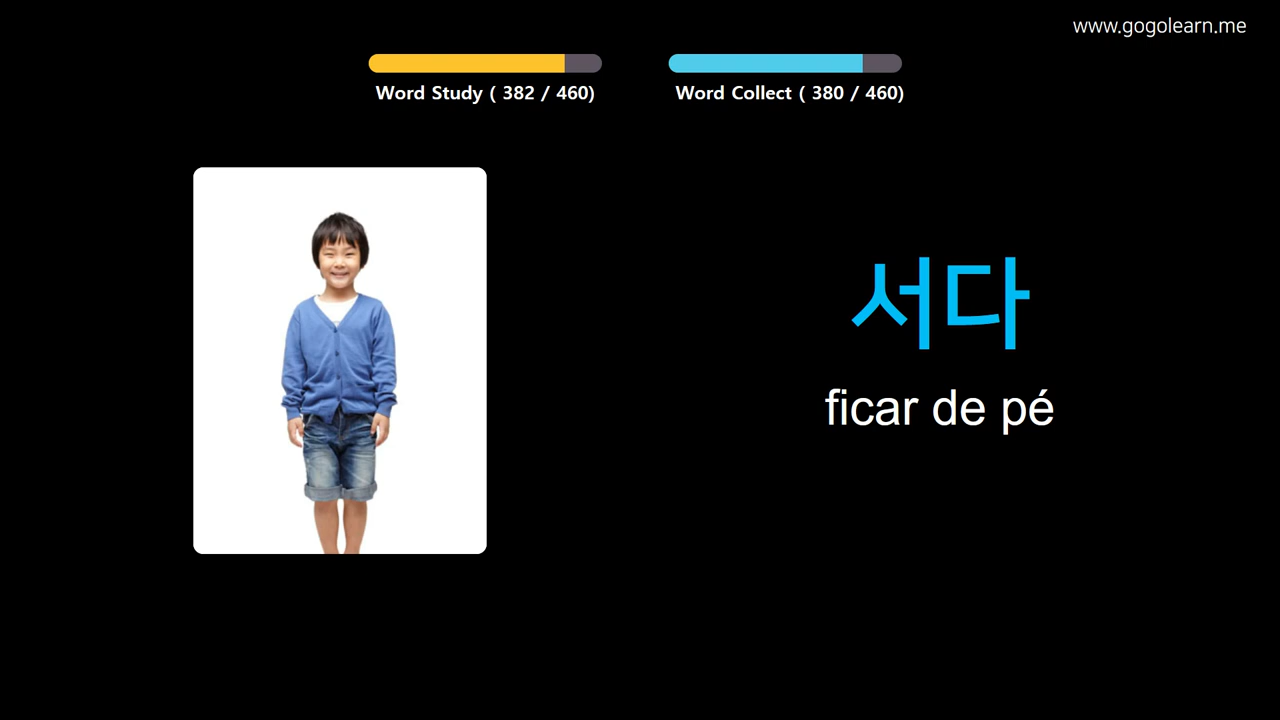 www.gogolearn.me
Word Study ( 382 / 460)
Word Collect ( 380 / 460)
서다
ficar de pé